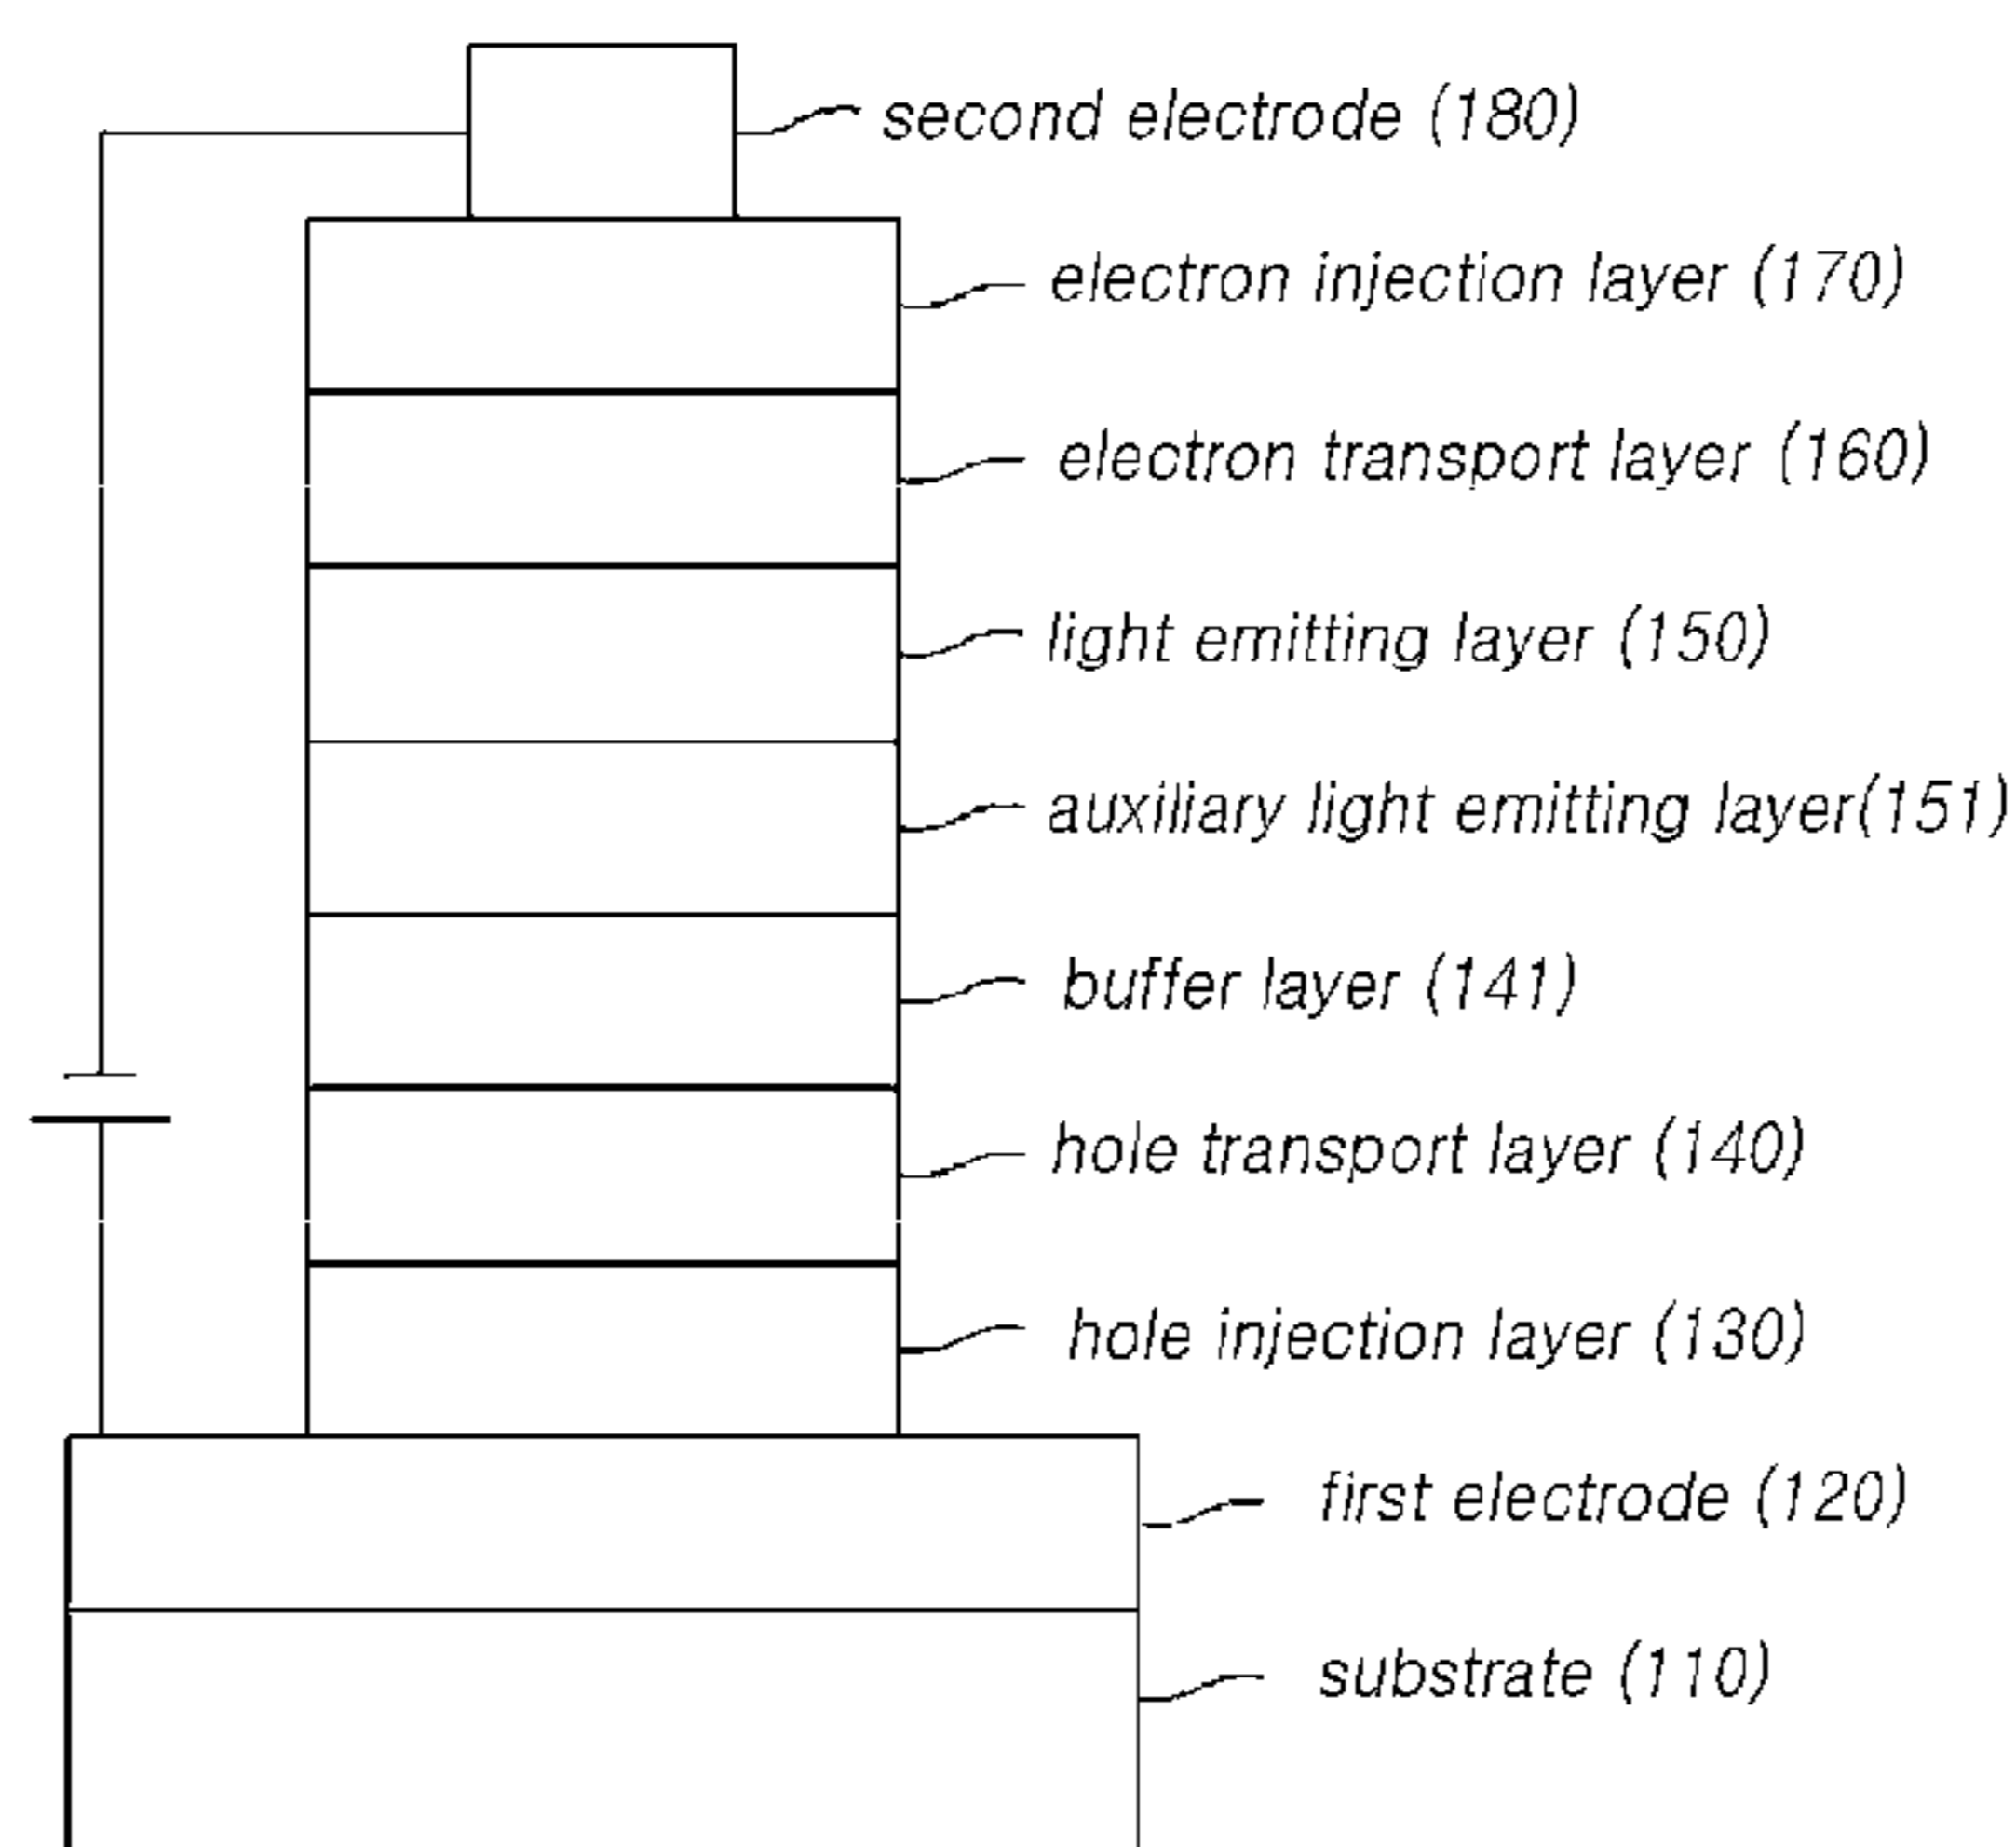 second electrode (180)
electron injection layer (170)
electron transport layer (160)
light emitting layer (150)
auxiliary light emitting layer(151)
buffer layer (141)
hole transport layer (140)
hole injection layer (130)
first electrode (120)
substrate (110)